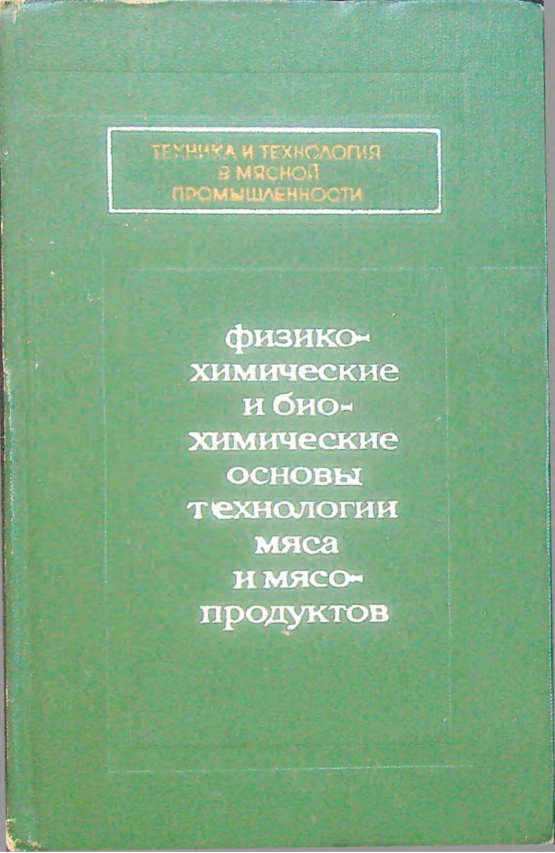 ТЕХНИКА И ТЕХНОЛОГИЯ
В МЯСНОЙ
ПРОМЫШЛЕННОСТИ
физико-
химические
и био-
химические
основы
технологии
мяса
и мясо-
продуктов